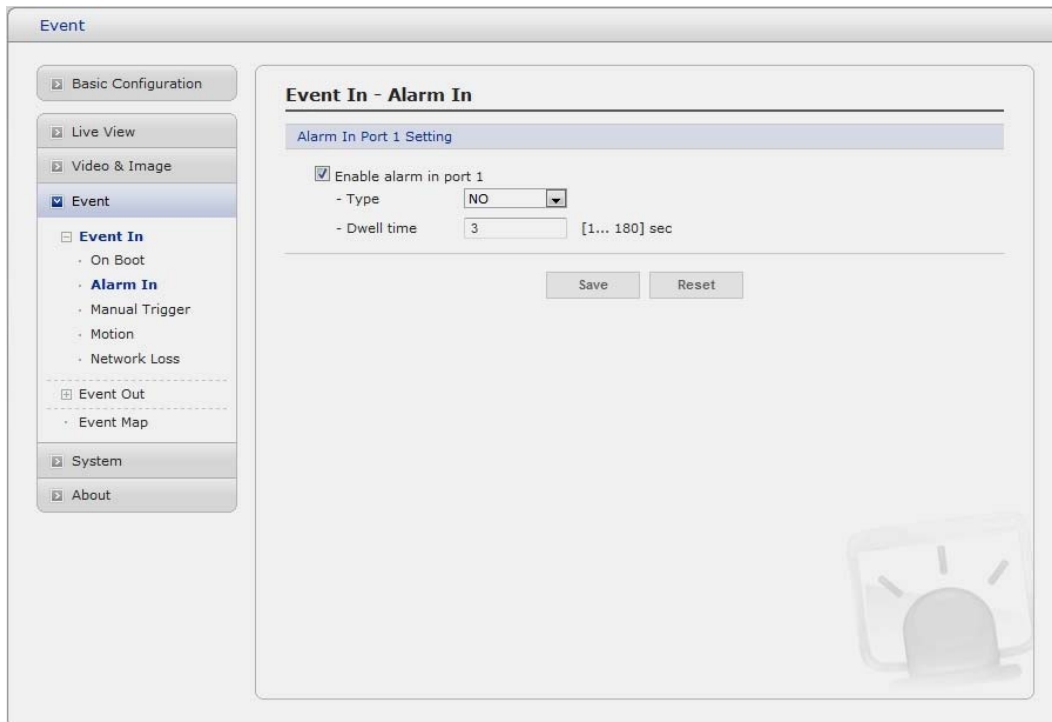 Event
Basic Configuration
Live View
Video & Image
Event
Event In
On Boot
Alarm In
Manual Trigger
Motion
Network Loss
Event Out
Event Map
System
About
Event In - Alarm In
Alarm In Port 1 Setting
Enable alarm in port 1
- Type NO
- Dwell time 3 [1... 180] sec
Save Reset